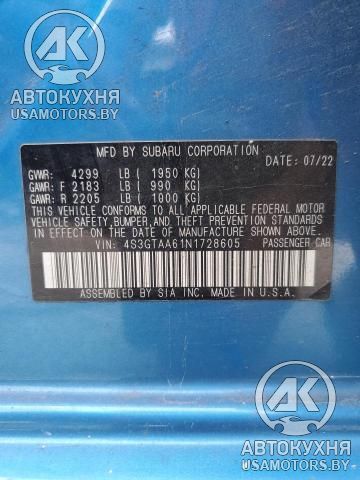 АК
АВТОКУХНЯ
USAMOTORS.BY
MFD BY SUBARU CORPORATION
DATE: 07/22
GVWR: 4299 LB ( 1950 KG)
GAWR: F 2183 LB ( 990 KG)
GAWR: R 2205 LB ( 1000 KG)
THIS VEHICLE CONFORMS TO ALL APPLICABLE FEDERAL MOTOR
VEHICLE SAFETY, BUMPER, AND THEFT PREVENTION STANDARDS
IN EFFECT ON THE DATE OF MANUFACTURE SHOWN ABOVE.
VIN: 4S3GTAA61N1728605 PASSENGER CAR
ASSEMBLED BY SIA INC. MADE IN U.S.A.
АК
АВТОКУХНЯ
USAMOTORS.BY